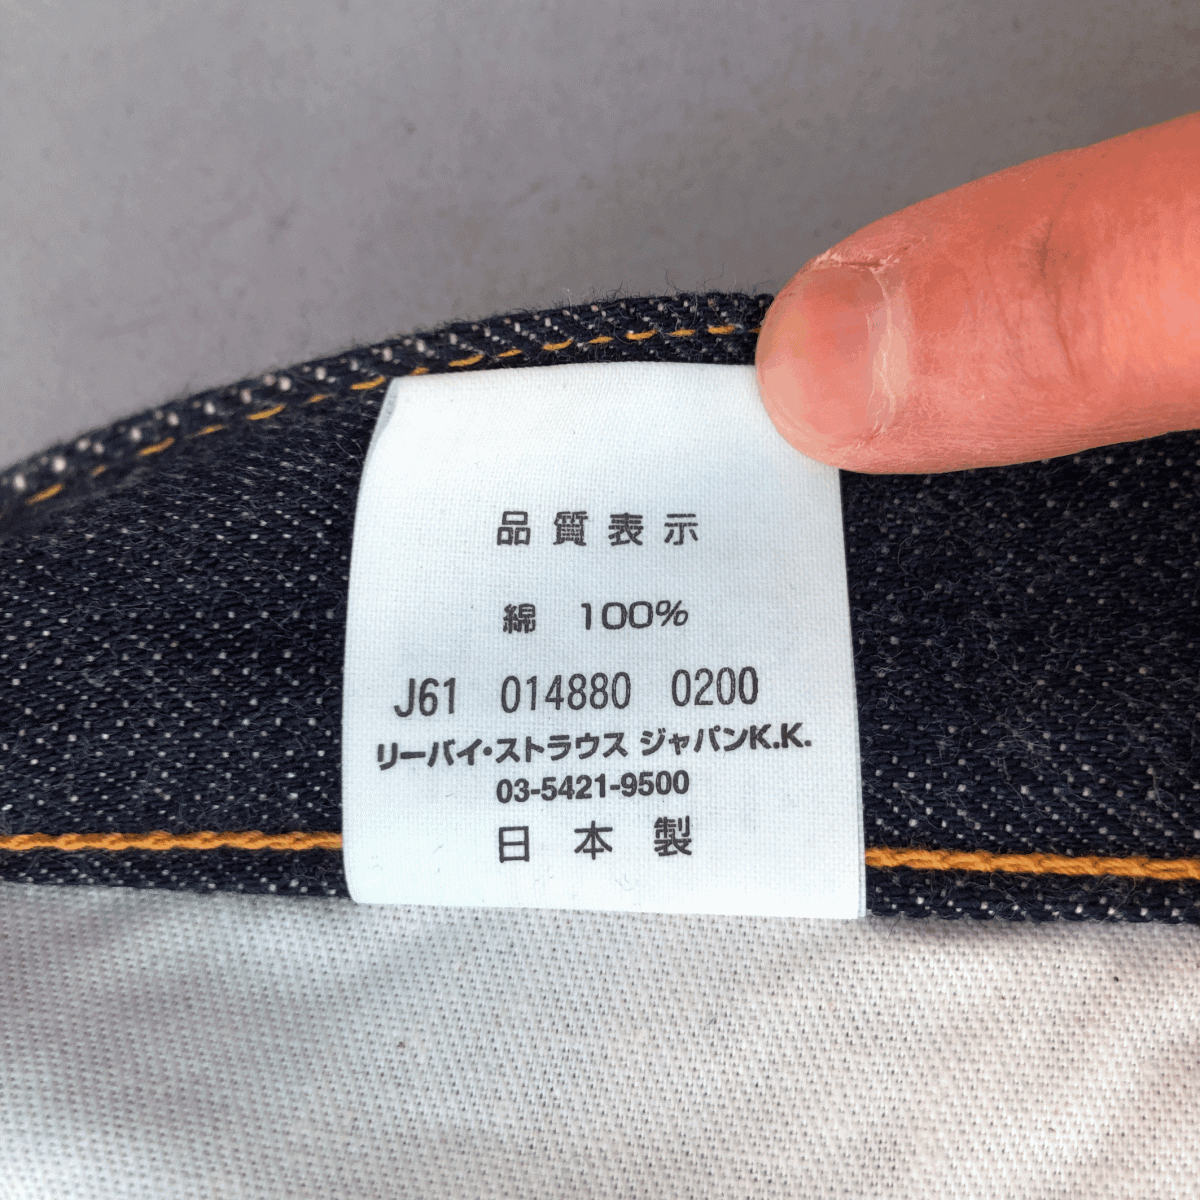 品質表示
綿 100%
J61 014880 0200
リーバイ・ストラウス ジャパンK.K.
03-5421-9500
日本製